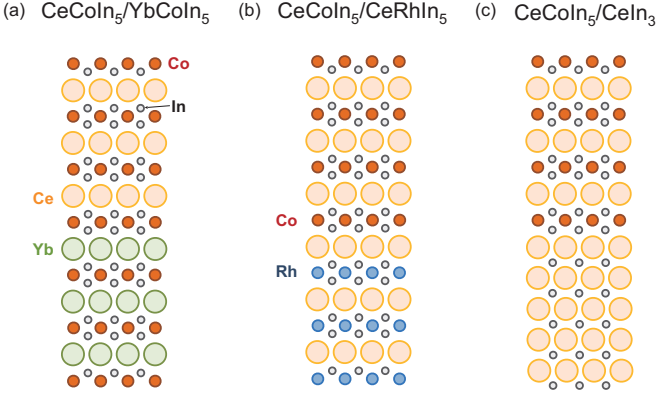 (a) CeCoIn₅/YbCoIn₅
(b) CeCoIn₅/CeRhIn₅
(c) CeCoIn₅/CeIn₃
Co
In
Ce
Yb
Co
Rh